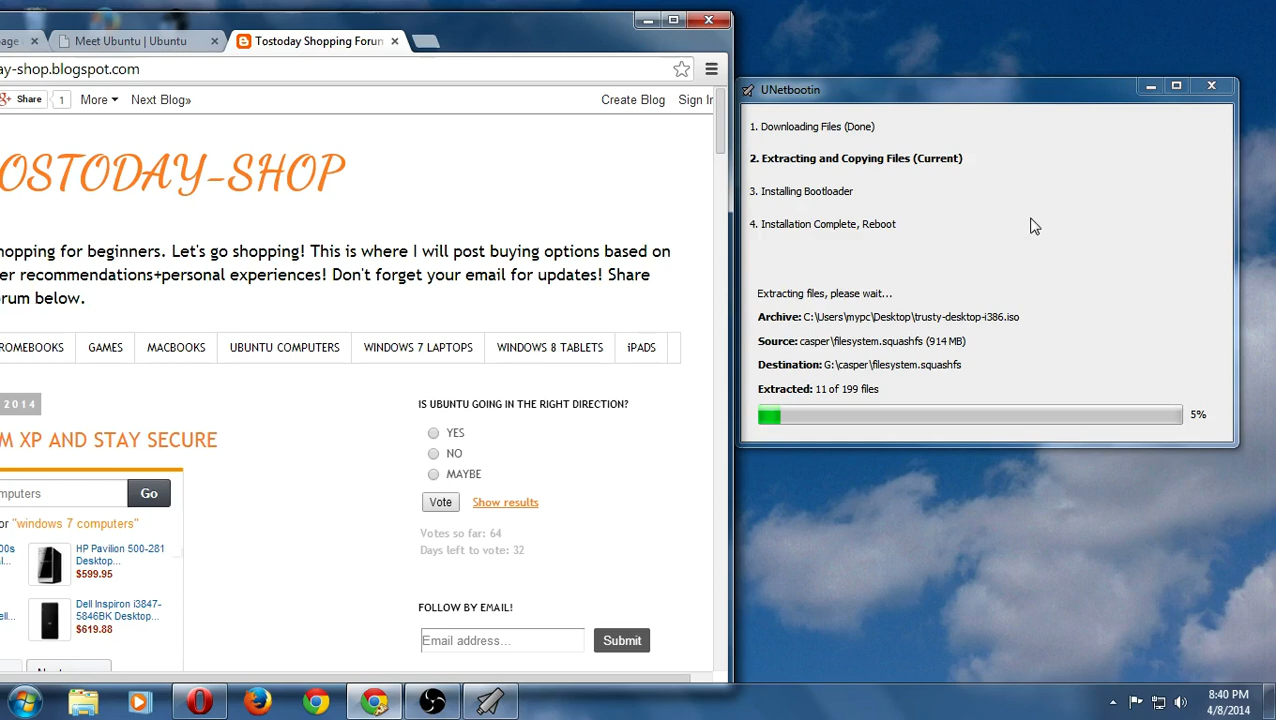 page
Meet Ubuntu | Ubuntu
Tostoday Shopping Forun
ay-shop.blogspot.com
Share
1
More
Next Blog»
Create Blog
Sign In
OSTODAY-SHOP
hopping for beginners. Let's go shopping! This is where I will post buying options based on
er recommendations+personal experiences! Don't forget your email for updates! Share
orum below.
ROMEBOOKS
GAMES
MACBOOKS
UBUNTU COMPUTERS
WINDOWS 7 LAPTOPS
WINDOWS 8 TABLETS
iPADS
2014
M XP AND STAY SECURE
mputers
Go
or "windows 7 computers"
00s
al...
HP Pavilion 500-281
Desktop...
$599.95
ell...
Dell Inspiron i3847-
5846BK Desktop...
$619.88
IS UBUNTU GOING IN THE RIGHT DIRECTION?
YES
NO
MAYBE
Vote
Show results
Votes so far: 64
Days left to vote: 32
FOLLOW BY EMAIL!
Email address...
Submit
UNetbootin
1. Downloading Files (Done)
2. Extracting and Copying Files (Current)
3. Installing Bootloader
4. Installation Complete, Reboot
Extracting files, please wait...
Archive: C:\Users\mypc\Desktop\trusty-desktop-i386.iso
Source: casper\filesystem.squashfs (914 MB)
Destination: G:\casper\filesystem.squashfs
Extracted: 11 of 199 files
5%
8:40 PM
4/8/2014